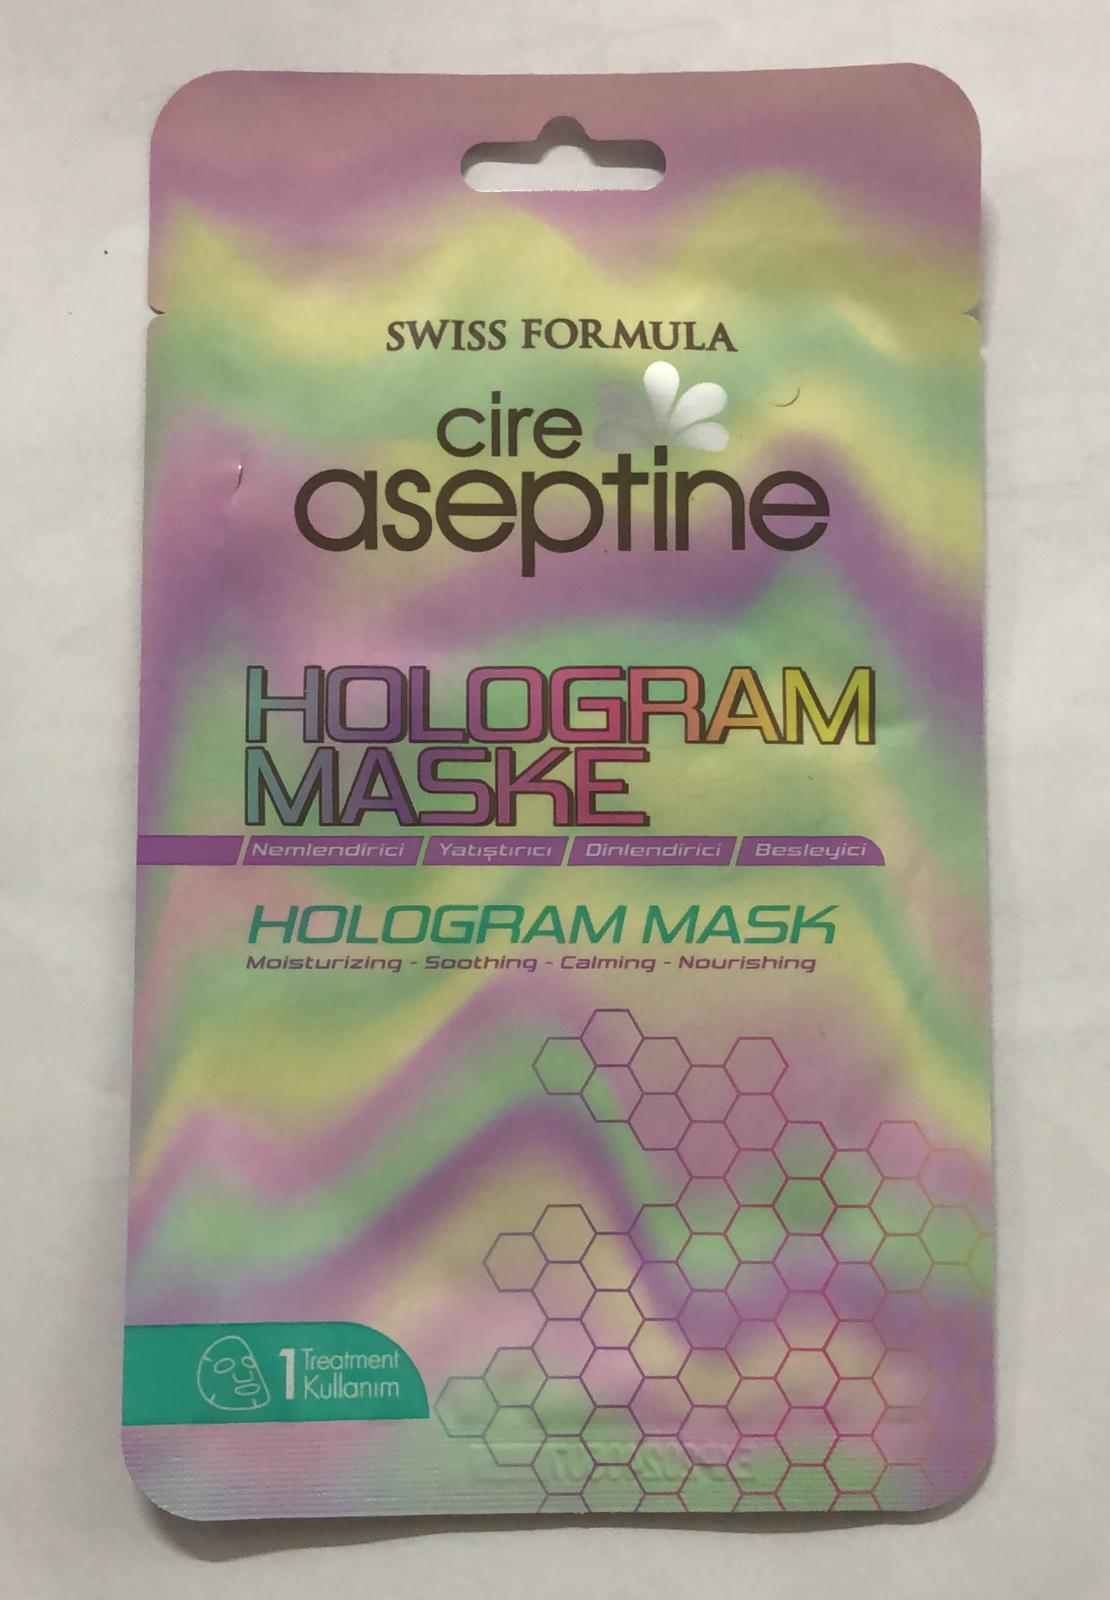 SWISS FORMULA
cire
aseptine
HOLOGRAM
MASKE
Nemlendirici Yatıştırıcı Dinlendirici Besleyici
HOLOGRAM MASK
Moisturizing - Soothing - Calming - Nourishing
1 Treatment
Kullanım